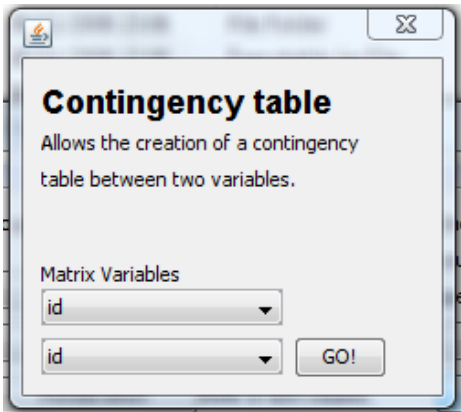 Contingency table
Allows the creation of a contingency
table between two variables.
Matrix Variables
id
id GO!